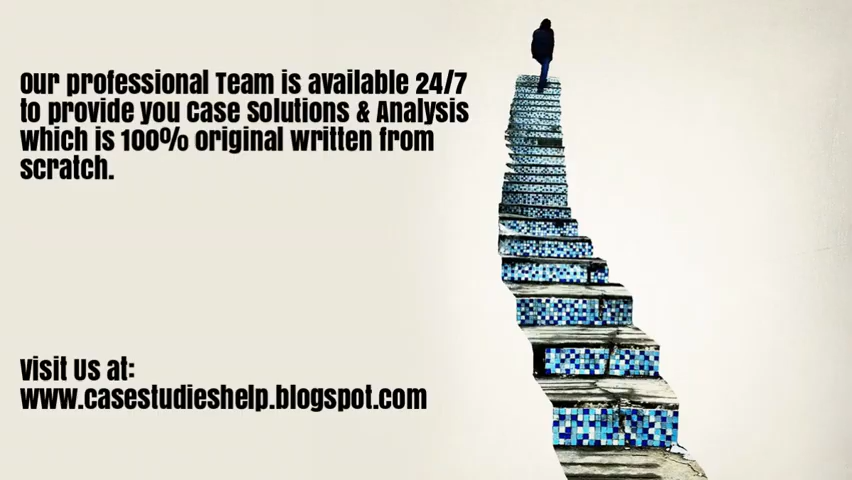 Our professional Team is available 24/7
to provide you Case Solutions & Analysis
which is 100% original written from
scratch.
Visit Us at:
www.casestudieshelp.blogspot.com